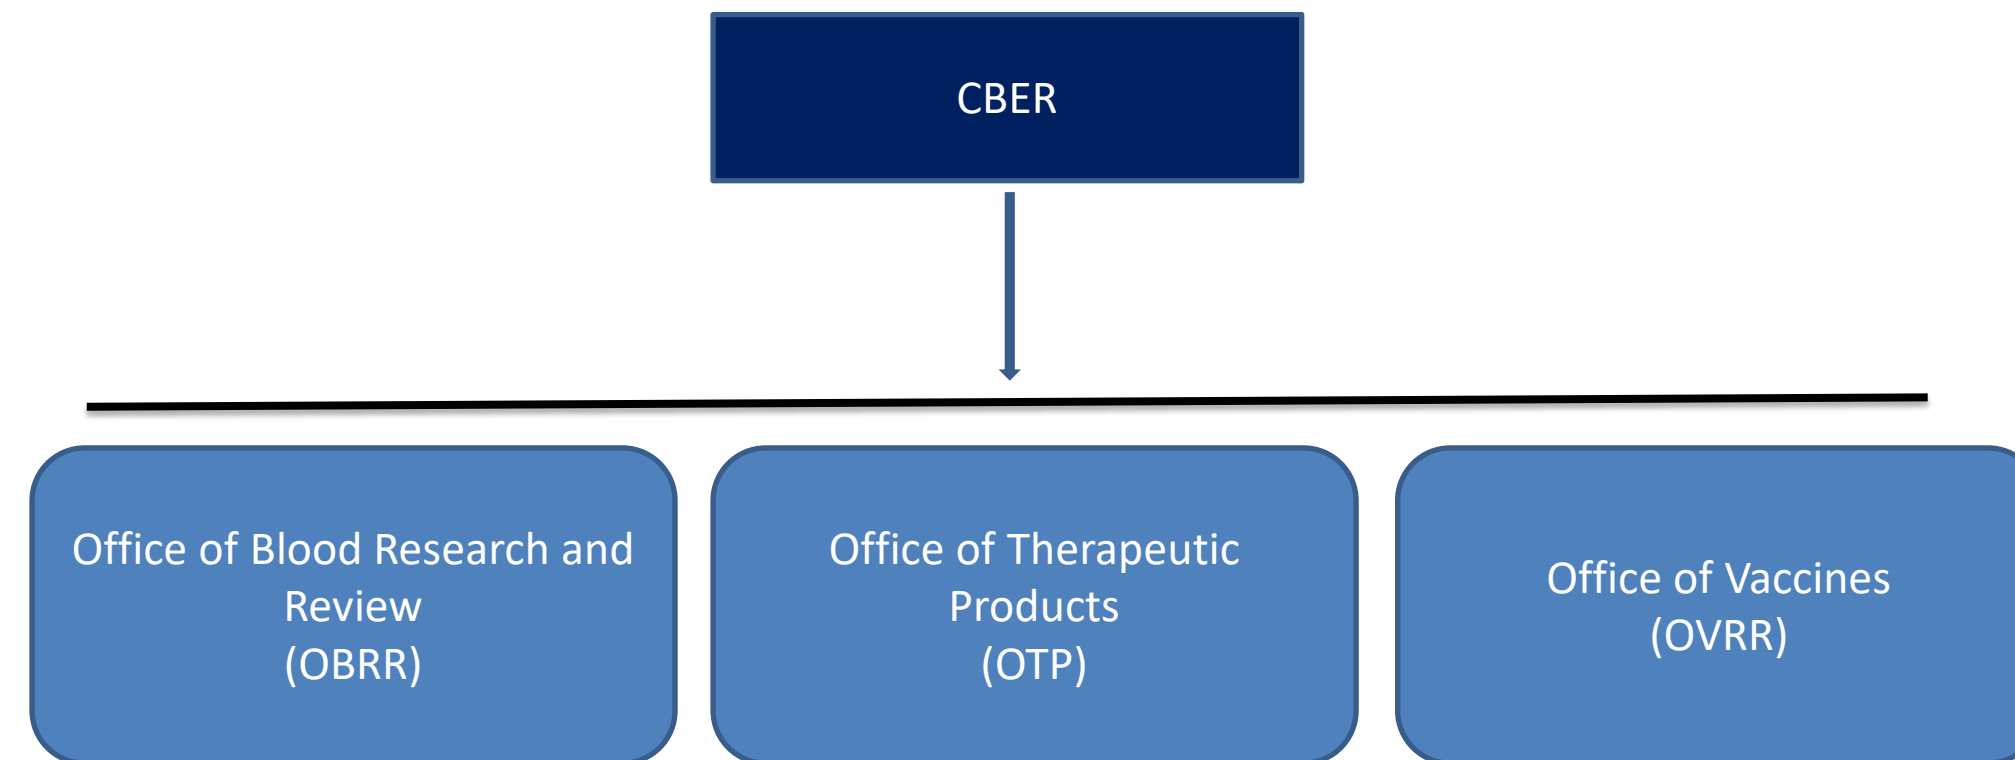 CBER
Office of Blood Research and
Review
(OBRR)
Office of Therapeutic
Products
(OTP)
Office of Vaccines
(OVRR)